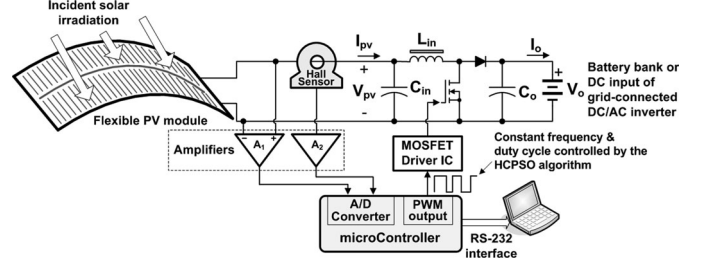 Incident solar
irradiation
Flexible PV module
Hall
Sensor
Ipv
+
Vpv
-
Lin
Cin
Io
Co
+
Vo
Battery bank or
DC input of
grid-connected
DC/AC inverter
Amplifiers
- +
A1
A2
MOSFET
Driver IC
Constant frequency &
duty cycle controlled by the
HCPSO algorithm
A/D
Converter
PWM
output
microController
RS-232
interface